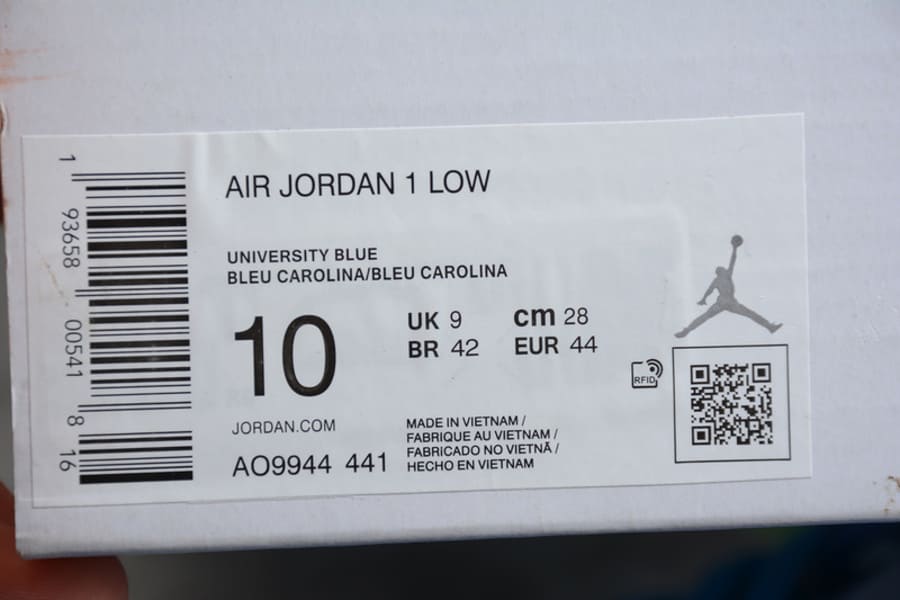 AIR JORDAN 1 LOW
UNIVERSITY BLUE
BLEU CAROLINA/BLEU CAROLINA
10
UK 9
cm 28
BR 42
EUR 44
RFID
JORDAN.COM
AO9944 441
MADE IN VIETNAM /
FABRIQUE AU VIETNAM /
FABRICADO NO VIETNÃ /
HECHO EN VIETNAM
1 93658 00541 8 16